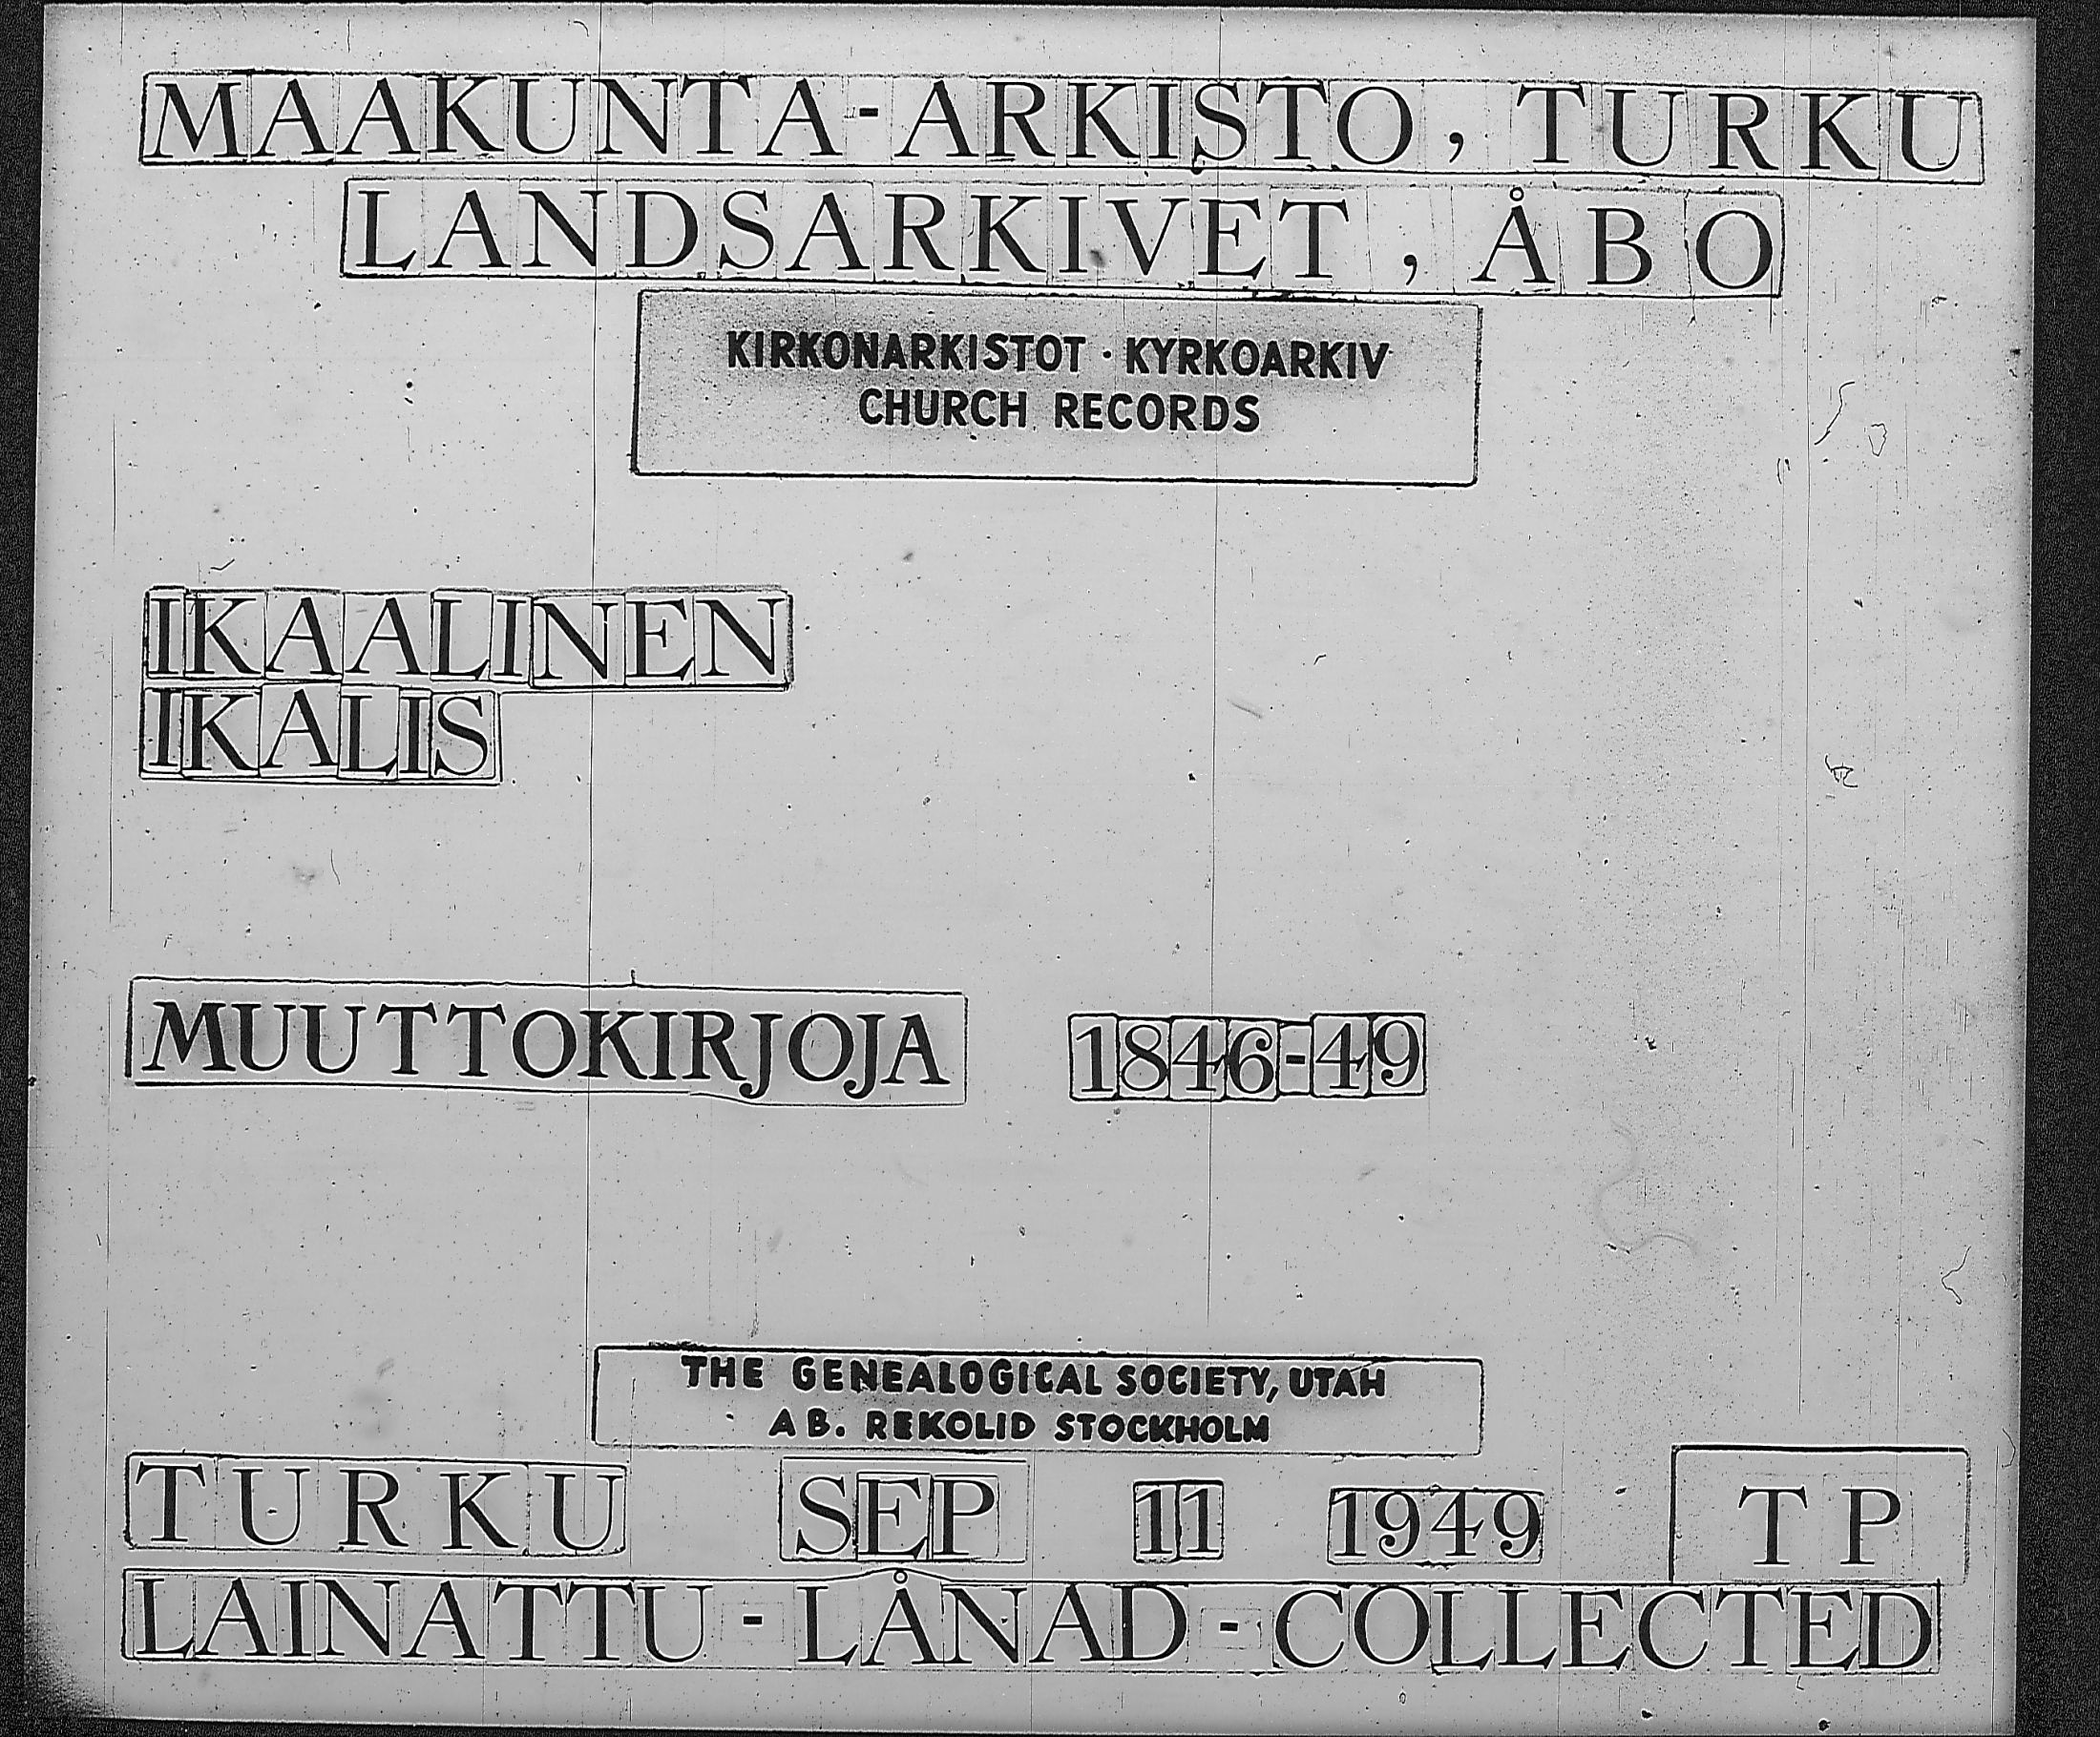 MAAKUNTA-ARKISTO, TURKU
LANDSARKIVET, ÅBO
KIRKONARKISTOT · KYRKOARKIV
CHURCH RECORDS
IKAALINEN
IKALIS
MUUTTOKIRJOJA 1846-49
THE GENEALOGICAL SOCIETY, UTAH
AB. REKOLID STOCKHOLM
TURKU SEP 11 1949 TP
LAINATTU - LÅNAD - COLLECTED